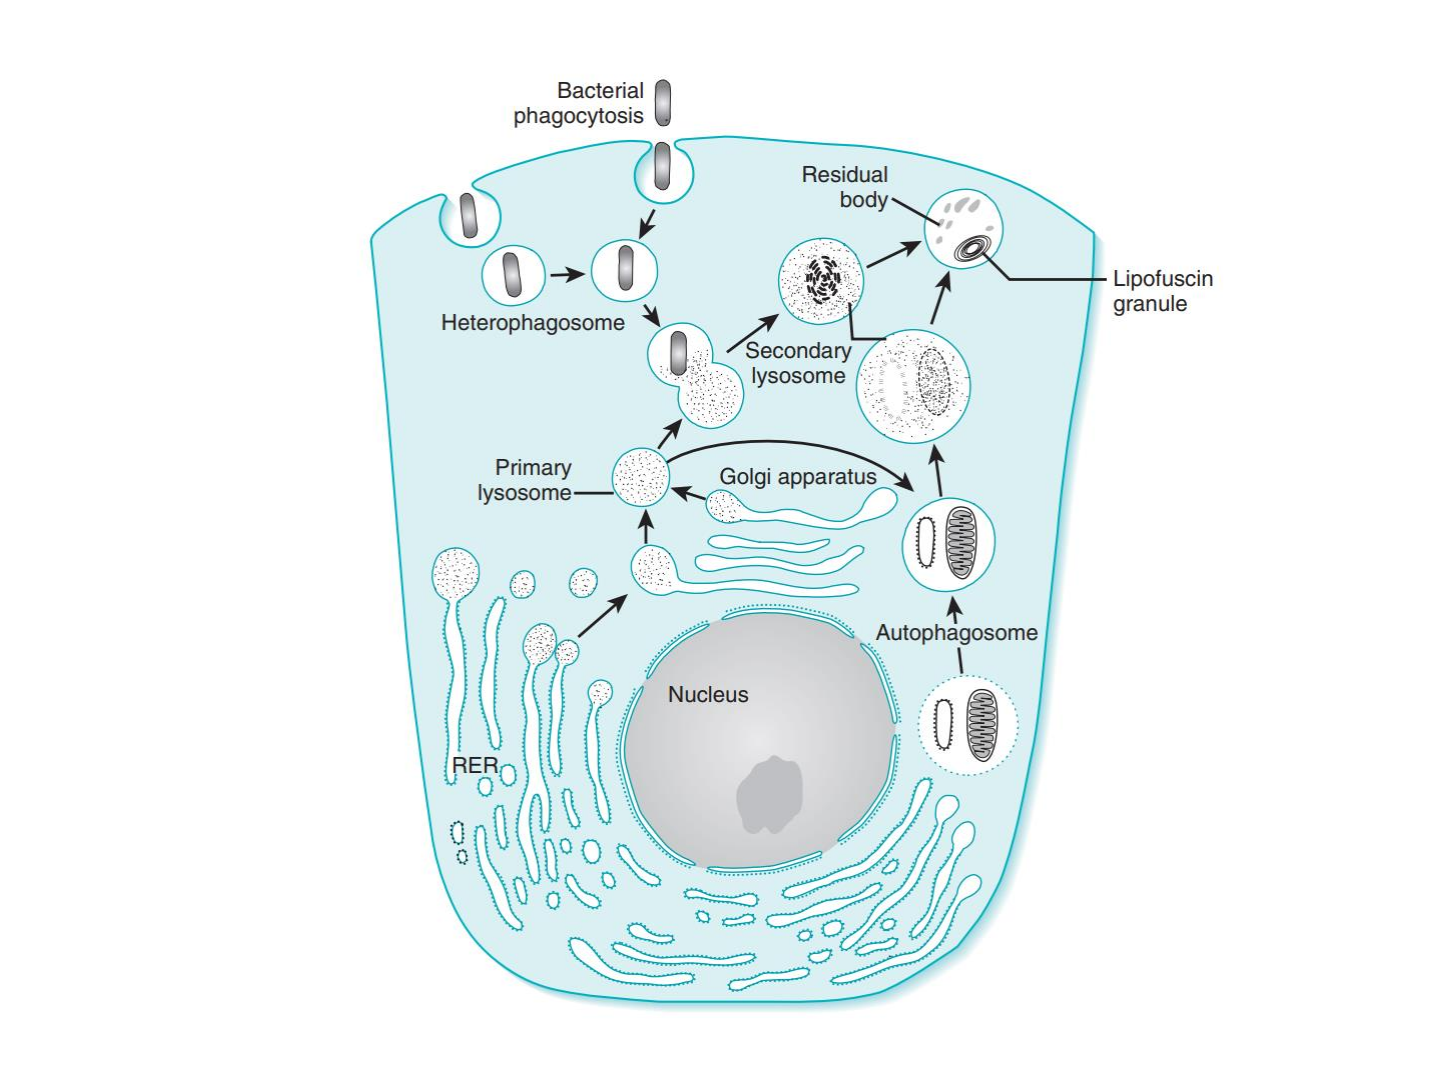 Bacterial
phagocytosis
Residual
body
Lipofuscin
granule
Heterophagosome
Secondary
lysosome
Primary
lysosome
Golgi apparatus
Autophagosome
Nucleus
RER